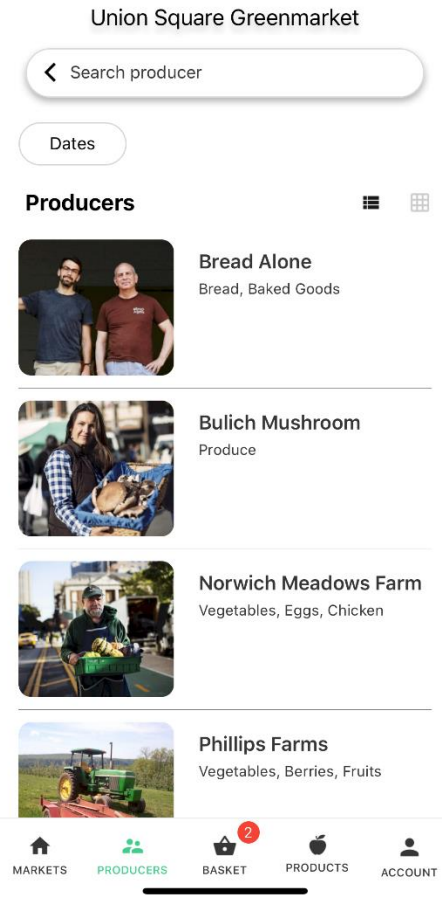 Union Square Greenmarket
Search producer
Dates
Producers
Bread Alone
Bread, Baked Goods
Bulich Mushroom
Produce
Norwich Meadows Farm
Vegetables, Eggs, Chicken
Phillips Farms
Vegetables, Berries, Fruits
2
MARKETS
PRODUCERS
BASKET
PRODUCTS
ACCOUNT